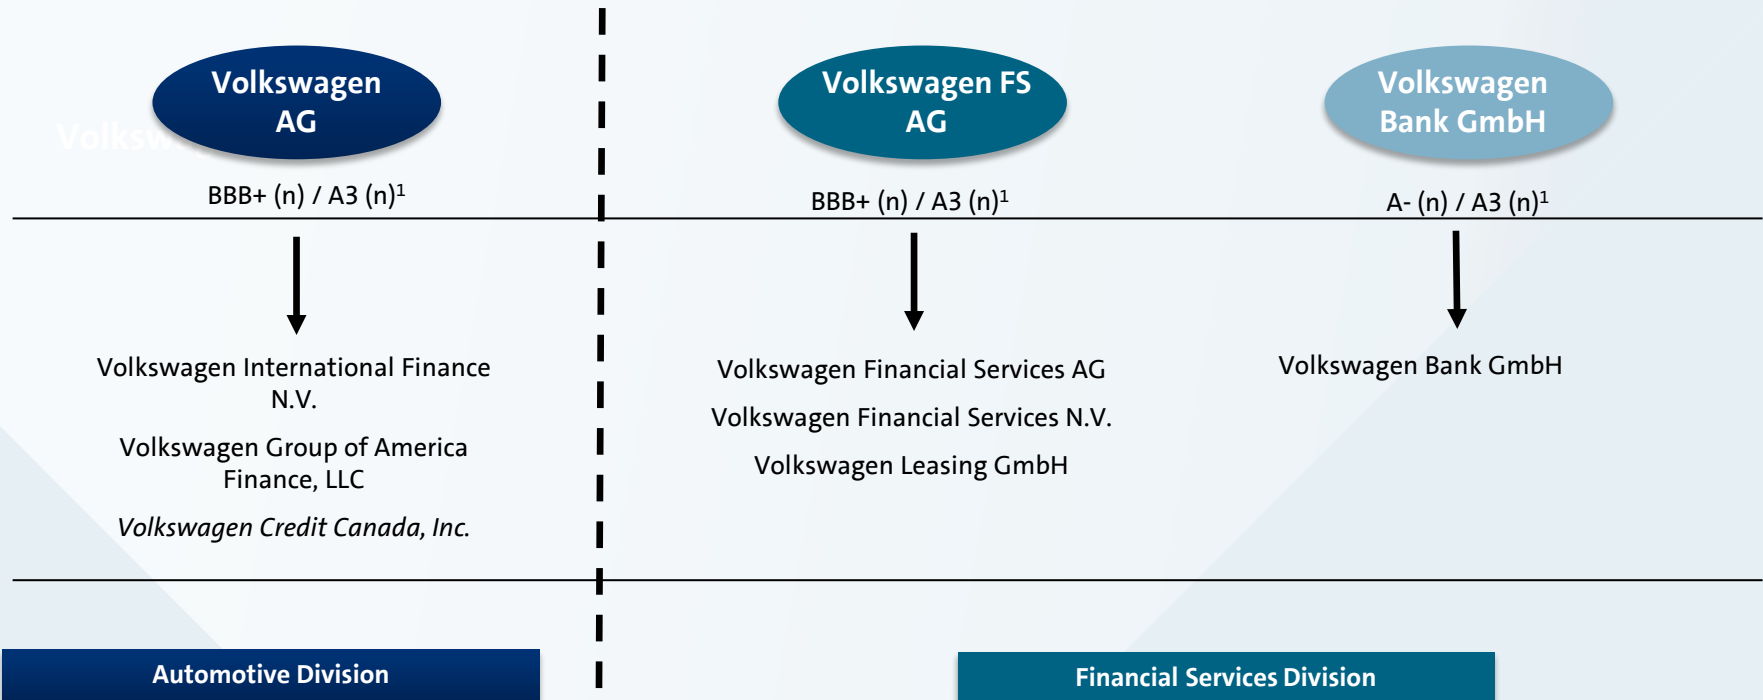 Volkswagen
AG
Volksw
BBB+ (n) / A3 (n)¹
Volkswagen International Finance
N.V.
Volkswagen Group of America
Finance, LLC
Volkswagen Credit Canada, Inc.
Automotive Division
Volkswagen FS
AG
BBB+ (n) / A3 (n)¹
Volkswagen Financial Services AG
Volkswagen Financial Services N.V.
Volkswagen Leasing GmbH
Volkswagen
Bank GmbH
A- (n) / A3 (n)¹
Volkswagen Bank GmbH
Financial Services Division